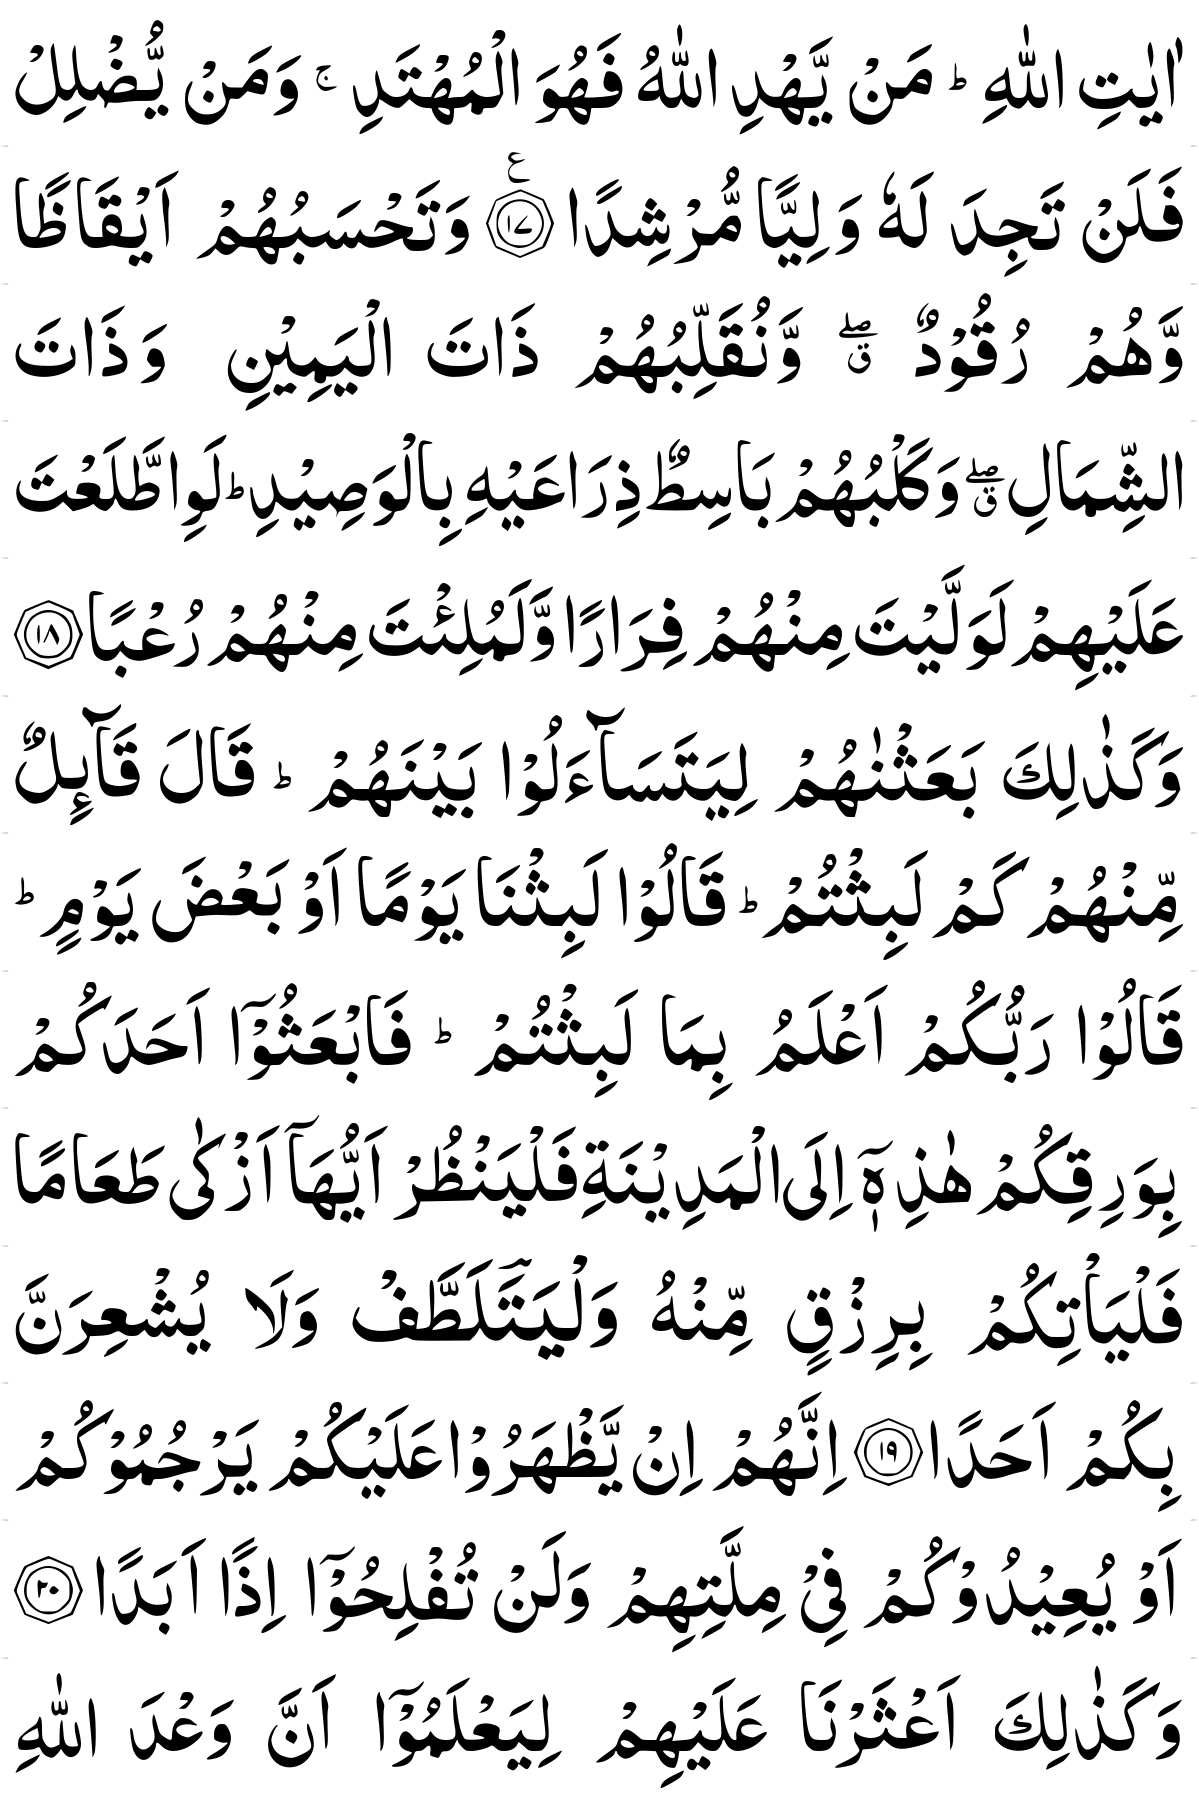 اٰيٰتِ اللّٰهِ ؕ مَنْ يَّهْدِ اللّٰهُ فَهُوَ الْمُهْتَدِ ۚ وَمَنْ يُّضْلِلْ
فَلَنْ تَجِدَ لَهٗ وَلِيًّا مُّرْشِدًا ۧ ﴿۱۷﴾ وَتَحْسَبُهُمْ اَيْقَاظًا
وَّهُمْ رُقُوْدٌ ۖۗ وَّنُقَلِّبُهُمْ ذَاتَ الْيَمِيْنِ وَذَاتَ
الشِّمَالِ ۖۗ وَكَلْبُهُمْ بَاسِطٌ ذِرَاعَيْهِ بِالْوَصِيْدِ ؕ لَوِاطَّلَعْتَ
عَلَيْهِمْ لَوَلَّيْتَ مِنْهُمْ فِرَارًا وَّلَمُلِئْتَ مِنْهُمْ رُعْبًا ﴿۱۸﴾
وَكَذٰلِكَ بَعَثْنٰهُمْ لِيَتَسَآءَلُوْا بَيْنَهُمْ ؕ قَالَ قَآٮِٕلٌ
مِّنْهُمْ كَمْ لَبِثْتُمْ ؕ قَالُوْا لَبِثْنَا يَوْمًا اَوْ بَعْضَ يَوْمٍ ؕ
قَالُوْا رَبُّكُمْ اَعْلَمُ بِمَا لَبِثْتُمْ ؕ فَابْعَثُوْۤا اَحَدَكُمْ
بِوَرِقِكُمْ هٰذِهٖۤ اِلَى الْمَدِيْنَةِ فَلْيَنْظُرْ اَيُّهَاۤ اَزْكٰى طَعَامًا
فَلْيَاْتِكُمْ بِرِزْقٍ مِّنْهُ وَلْيَتَؔلَطَّفْ وَلَا يُشْعِرَنَّ
بِكُمْ اَحَدًا ﴿۱۹﴾ اِنَّهُمْ اِنْ يَّظْهَرُوْا عَلَيْكُمْ يَرْجُمُوْكُمْ
اَوْ يُعِيْدُوْكُمْ فِىْ مِلَّتِهِمْ وَلَنْ تُفْلِحُوْۤا اِذًا اَبَدًا ﴿۲۰﴾
وَكَذٰلِكَ اَعْثَرْنَا عَلَيْهِمْ لِيَعْلَمُوْۤا اَنَّ وَعْدَ اللّٰهِ